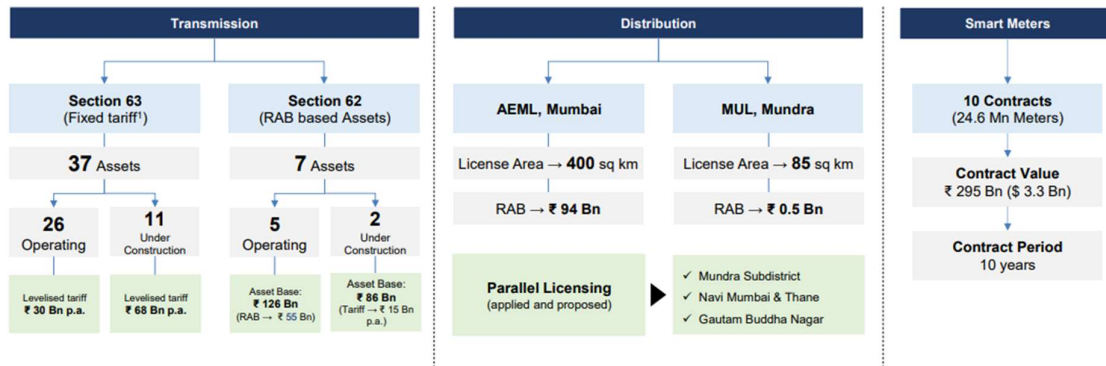 Transmission
Section 63
(Fixed tariff¹)
37 Assets
26
Operating
11
Under
Construction
Levelised tariff
₹ 30 Bn p.a.
Levelised tariff
₹ 68 Bn p.a.
Section 62
(RAB based Assets)
7 Assets
5
Operating
2
Under
Construction
Asset Base:
₹ 126 Bn
(RAB → ₹ 55 Bn)
Asset Base:
₹ 86 Bn
(Tariff → ₹ 15 Bn
p.a.)
Distribution
AEML, Mumbai
License Area → 400 sq km
RAB → ₹ 94 Bn
MUL, Mundra
License Area → 85 sq km
RAB → ₹ 0.5 Bn
Parallel Licensing
(applied and proposed)
✓ Mundra Subdistrict
✓ Navi Mumbai & Thane
✓ Gautam Buddha Nagar
Smart Meters
10 Contracts
(24.6 Mn Meters)
Contract Value
₹ 295 Bn ($ 3.3 Bn)
Contract Period
10 years